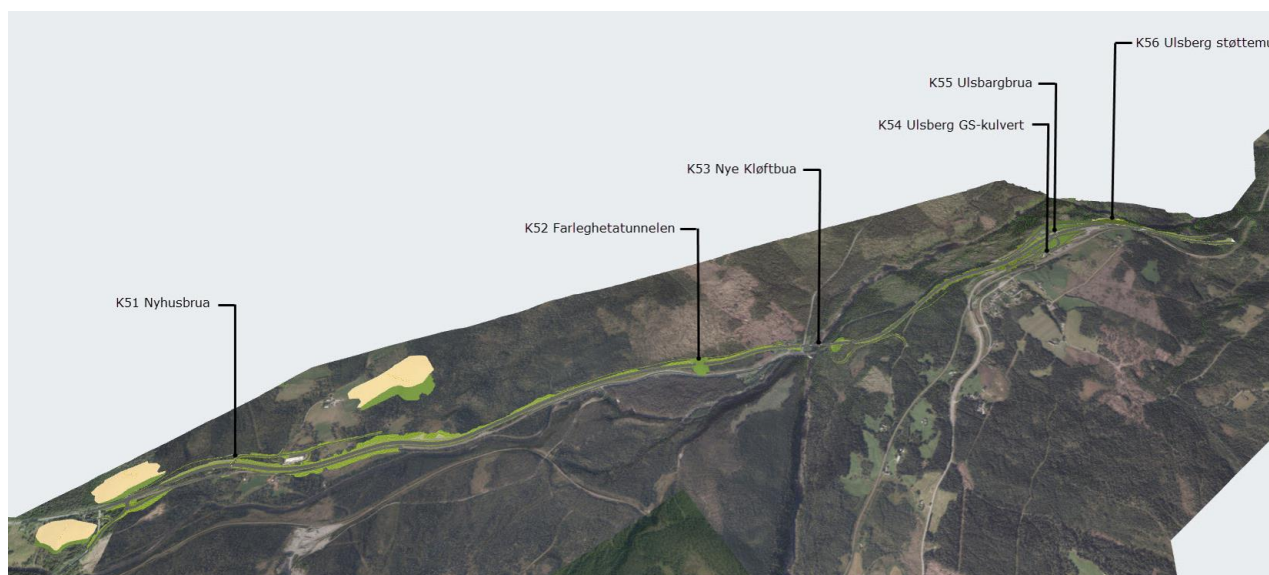 K56 Ulsberg støttemu
K55 Ulsbargbrua
K54 Ulsberg GS-kulvert
K53 Nye Kløftbua
K52 Farleghetatunnelen
K51 Nyhusbrua